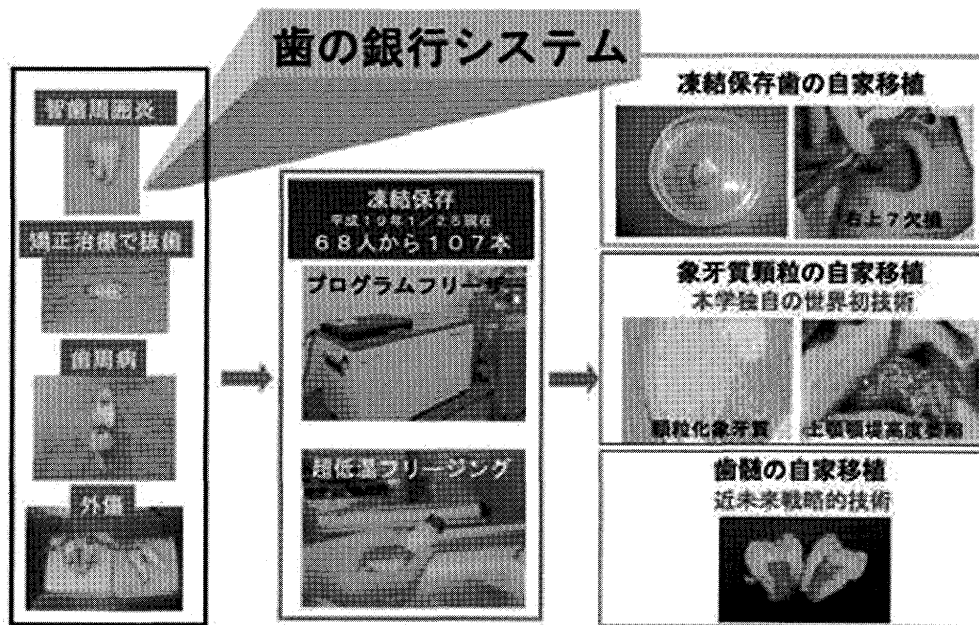 歯の銀行システム
智歯周囲炎
矯正治療で抜歯
歯周病
外傷
凍結保存
平成19年1/25現在
68人から107本
プログラムフリーザー
超低温フリージング
凍結保存歯の自家移植
右上7欠損
象牙質顆粒の自家移植
本学独自の世界初技術
顆粒化象牙質
上顎顎堤高度萎縮
歯髄の自家移植
近未来戦略的技術